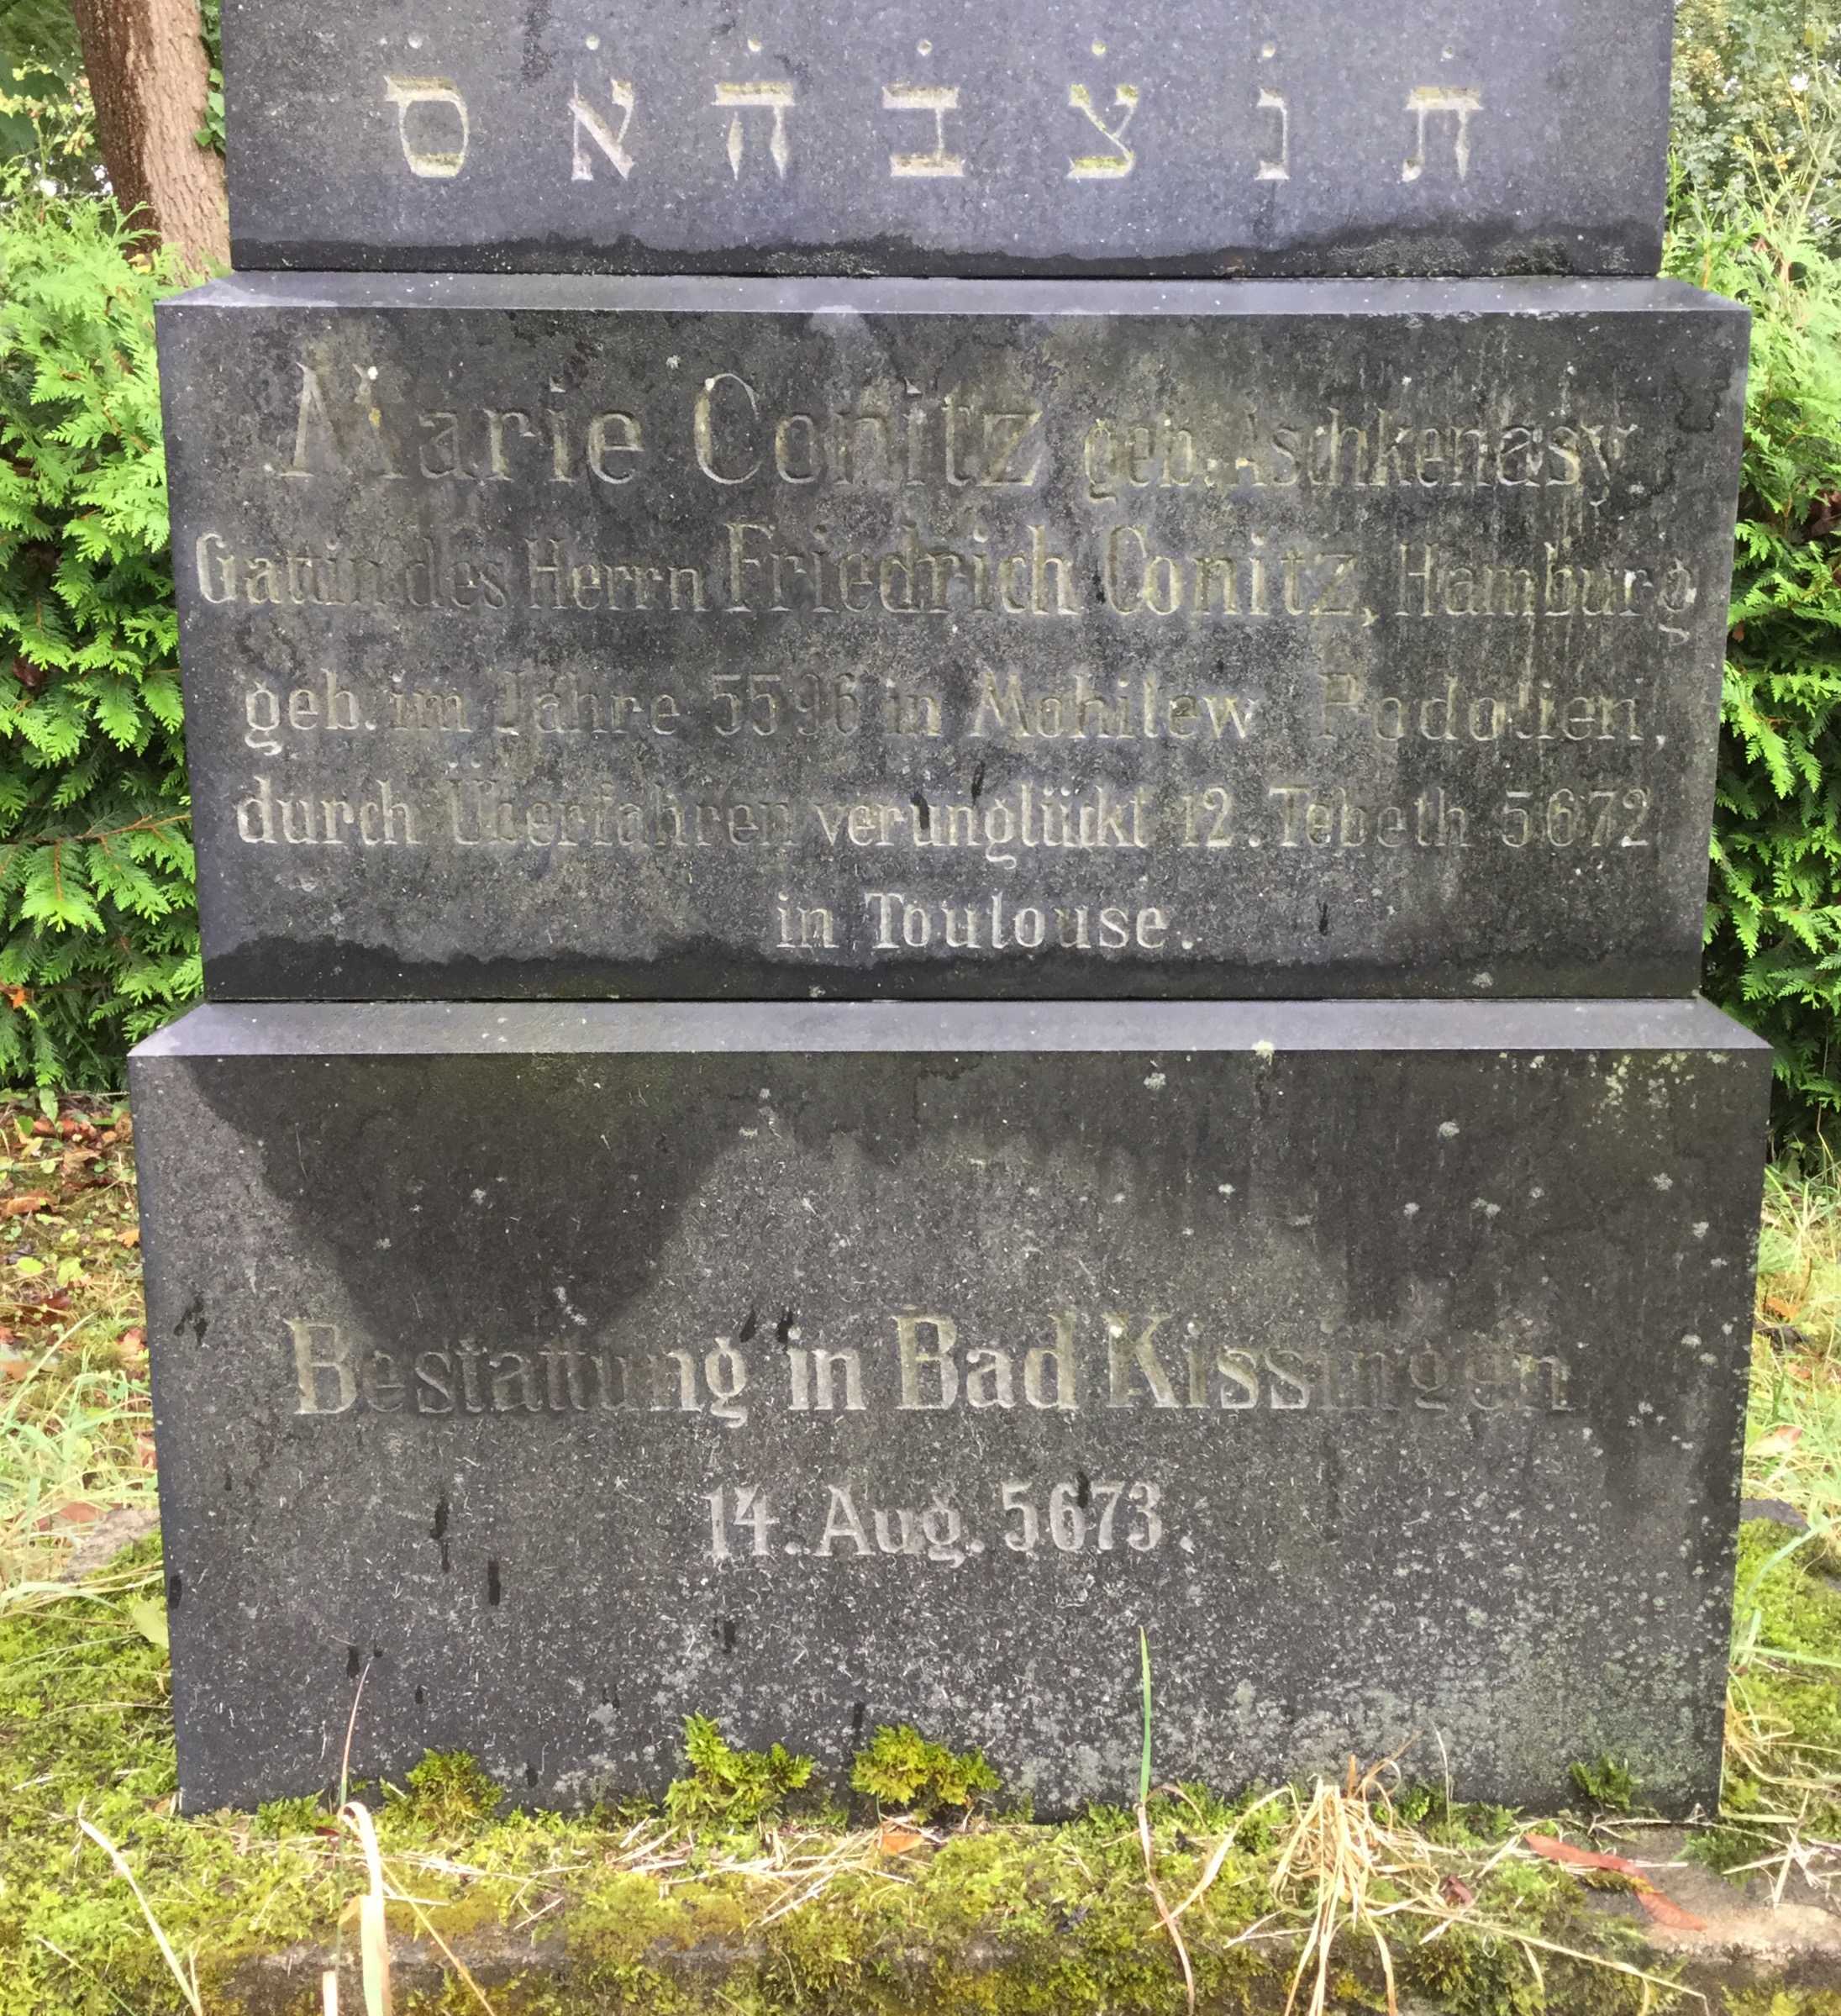 תׄ נׄ צׄ בׄ הׄ אׄ סׄ
Marie Conitz geb. Aschkenasy
Gattin des Herrn Friedrich Conitz, Hamburg
geb. im Jahre 5596 in Mohilew Podolien,
durch Überfahren verunglückt 12. Tebeth 5672
in Toulouse.
Bestattung in Bad Kissingen
14. Aug. 5673.